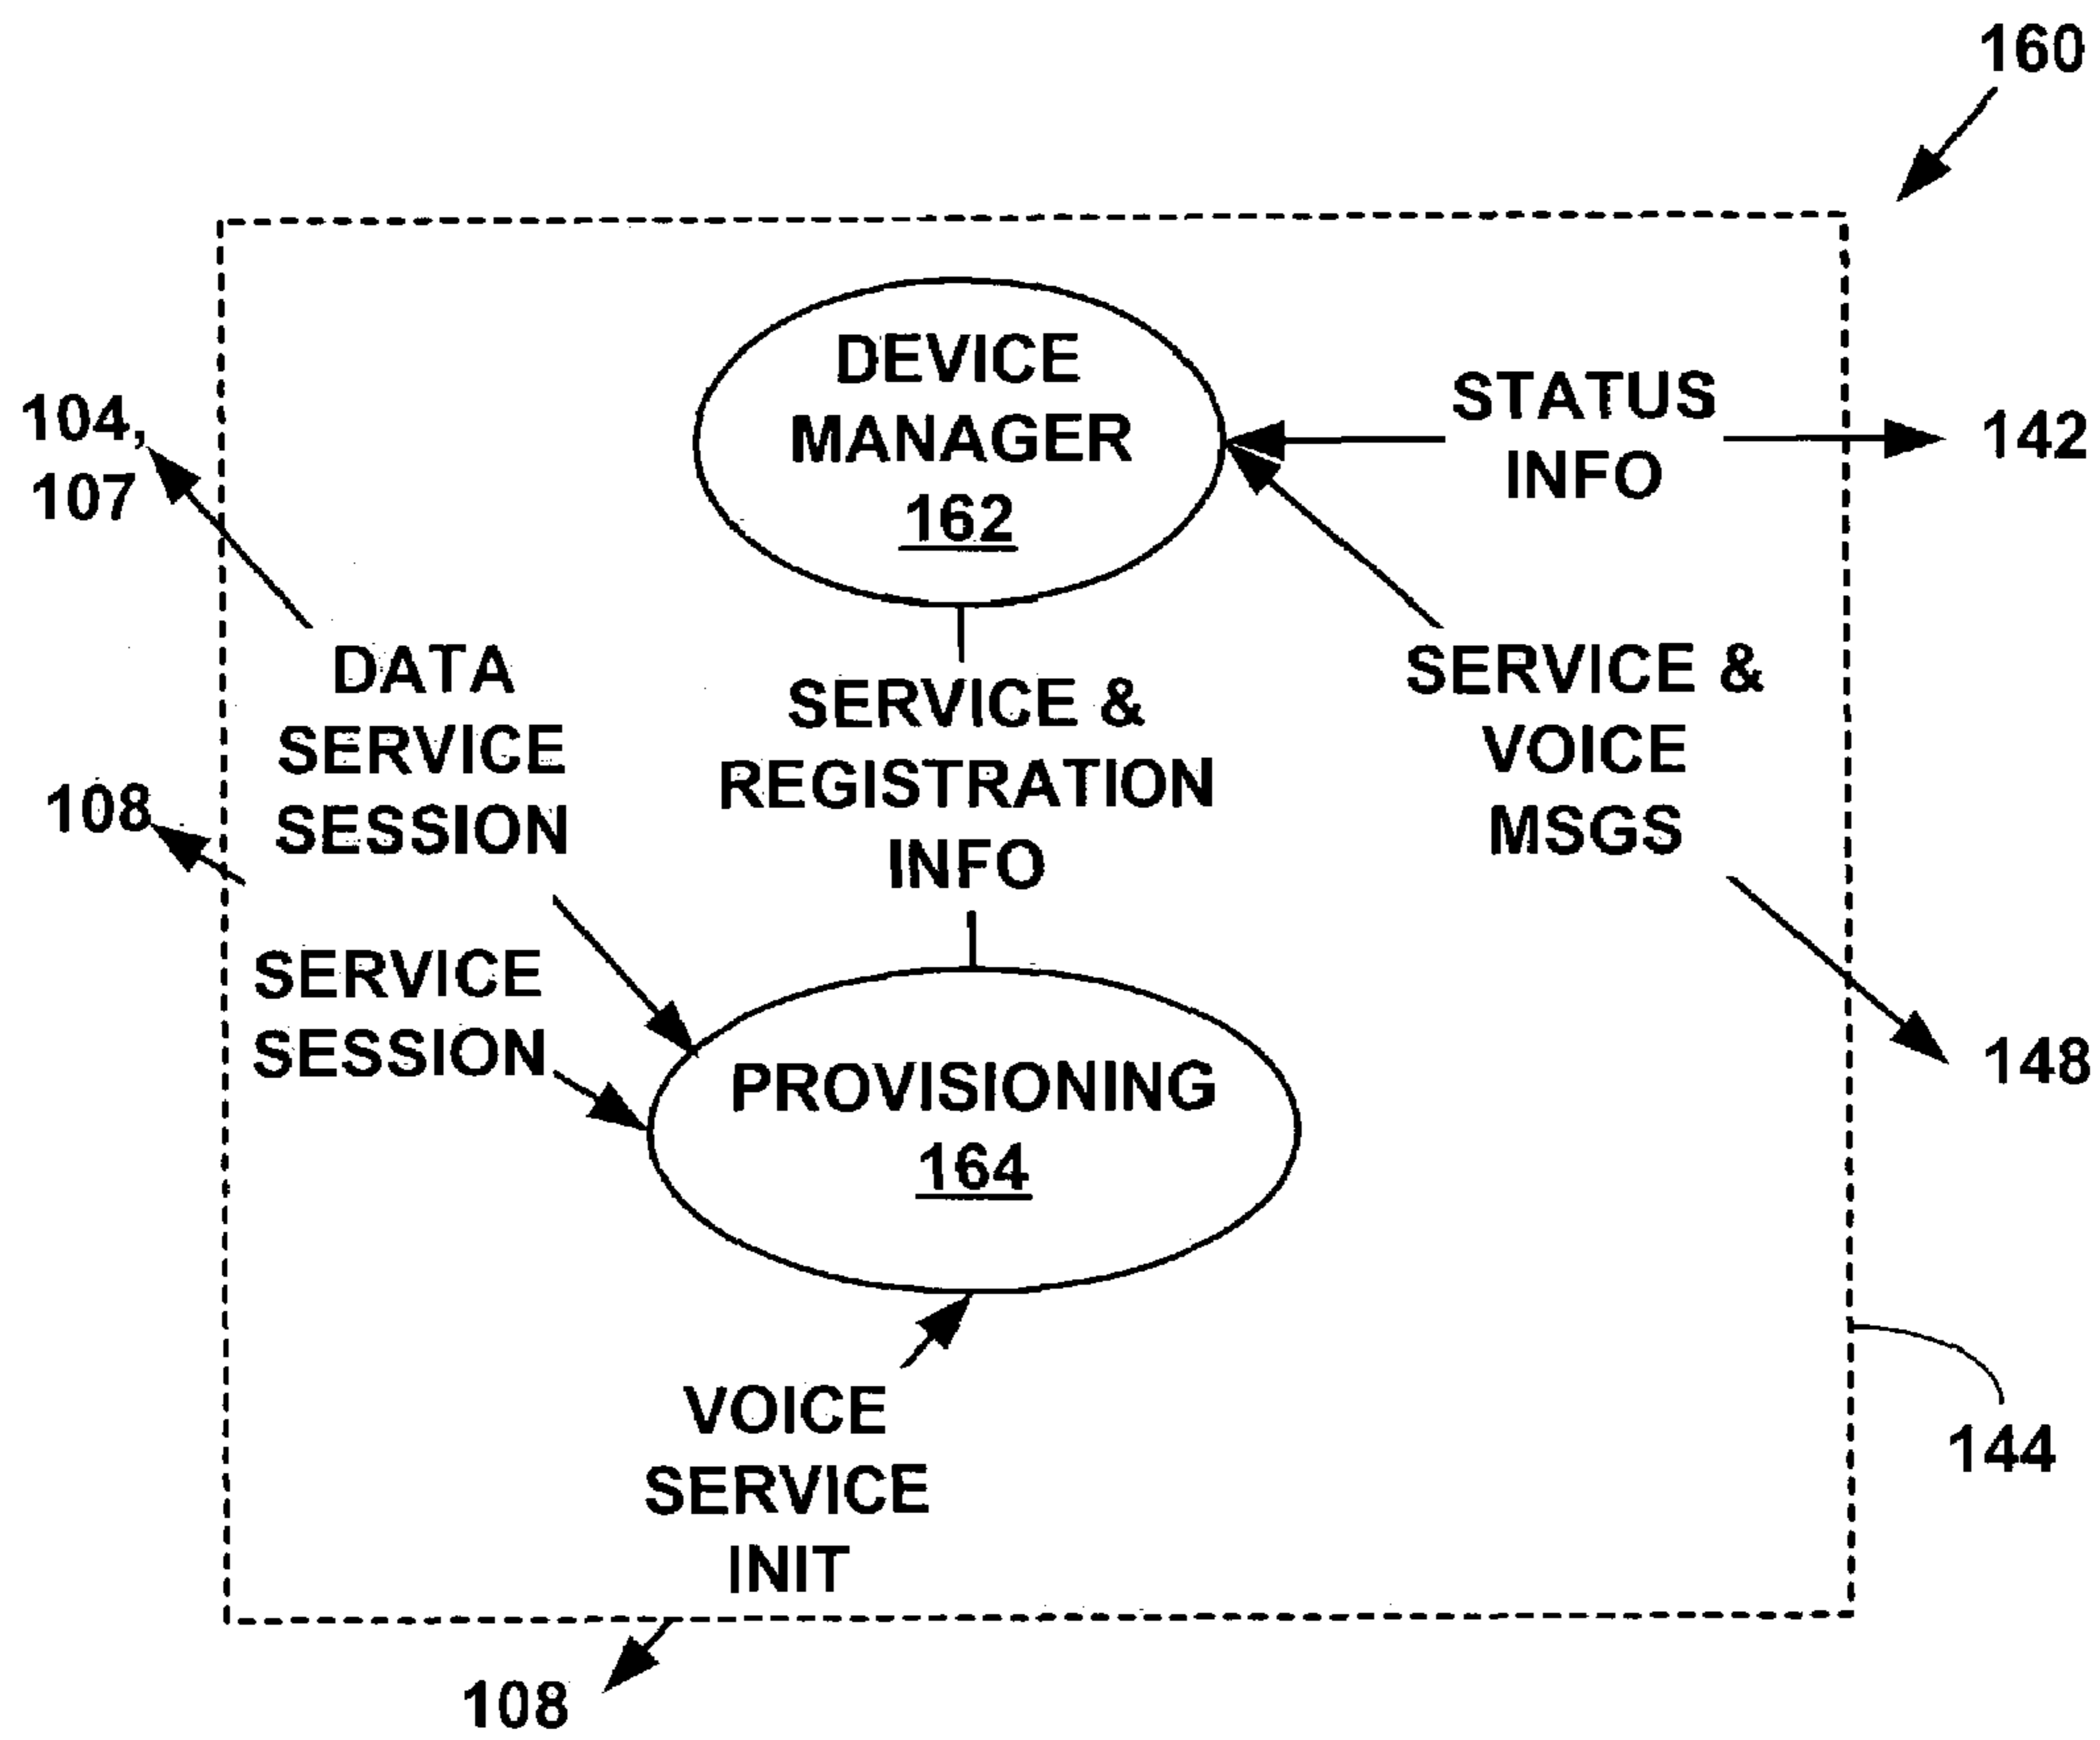 160
DEVICE
MANAGER
162
STATUS
INFO
142
104,
107
DATA
SERVICE
SESSION
SERVICE &
REGISTRATION
INFO
SERVICE &
VOICE
MSGS
108
SERVICE
SESSION
PROVISIONING
164
148
VOICE
SERVICE
INIT
144
108